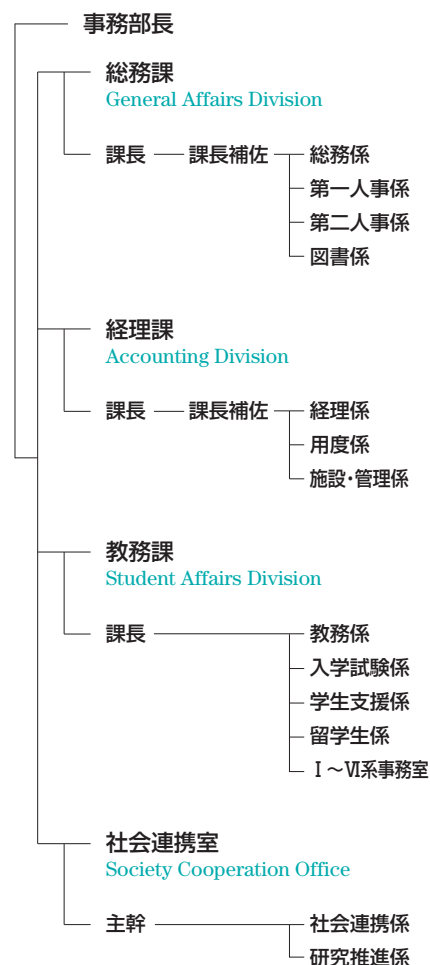 事務部長
総務課
General Affairs Division
課長 課長補佐 総務係
第一人事係
第二人事係
図書係
経理課
Accounting Division
課長 課長補佐 経理係
用度係
施設・管理係
教務課
Student Affairs Division
課長 教務係
入学試験係
学生支援係
留学生係
Ⅰ～Ⅵ系事務室
社会連携室
Society Cooperation Office
主幹 社会連携係
研究推進係